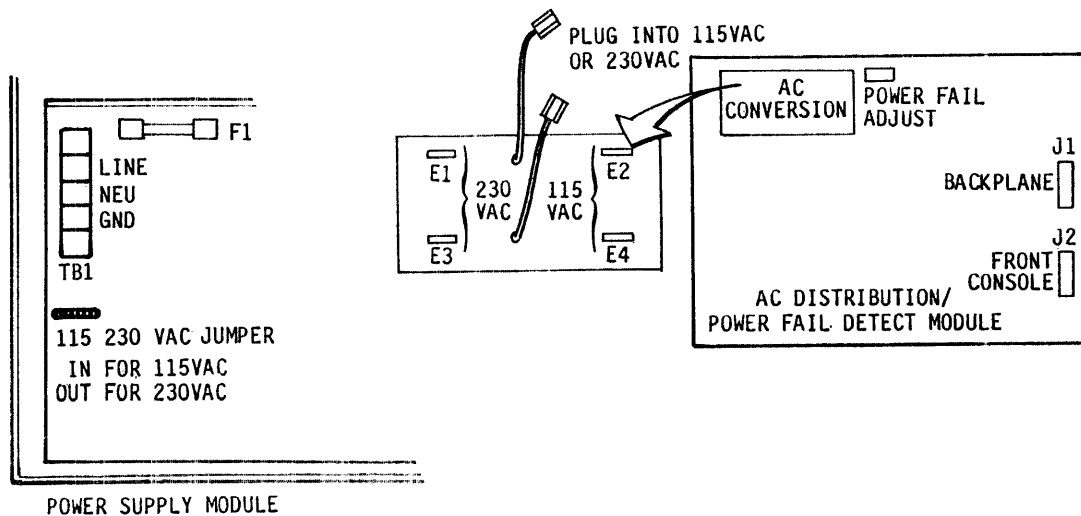 PLUG INTO 115VAC
OR 230VAC
F1
LINE
NEU
GND
TB1
115 230 VAC JUMPER
IN FOR 115VAC
OUT FOR 230VAC
POWER SUPPLY MODULE
E1
E2
230
VAC
115
VAC
E3
E4
AC
CONVERSION
POWER FAIL
ADJUST
J1
BACKPLANE
J2
FRONT
CONSOLE
AC DISTRIBUTION/
POWER FAIL DETECT MODULE